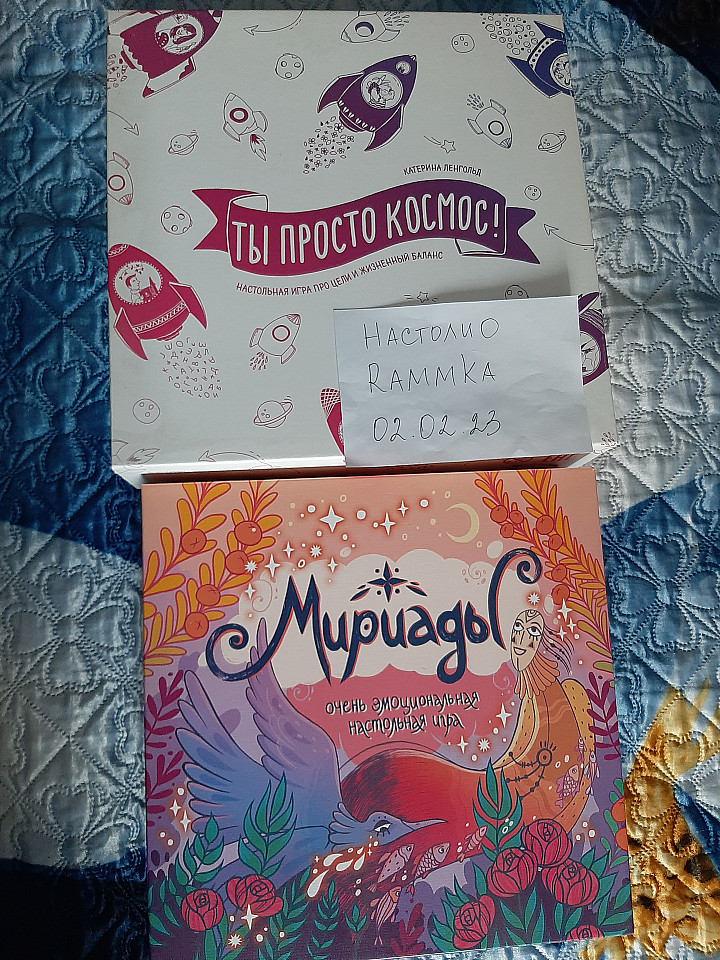 КАТЕРИНА ЛЕНГОЛЬД
ТЫ ПРОСТО КОСМОС!
НАСТОЛЬНАЯ ИГРА ПРО ЦЕЛИ И ЖИЗНЕННЫЙ БАЛАНС
НАСТОЛИО
RAMMKA
02.02.23
Мириады
очень эмоциональная
настольная игра